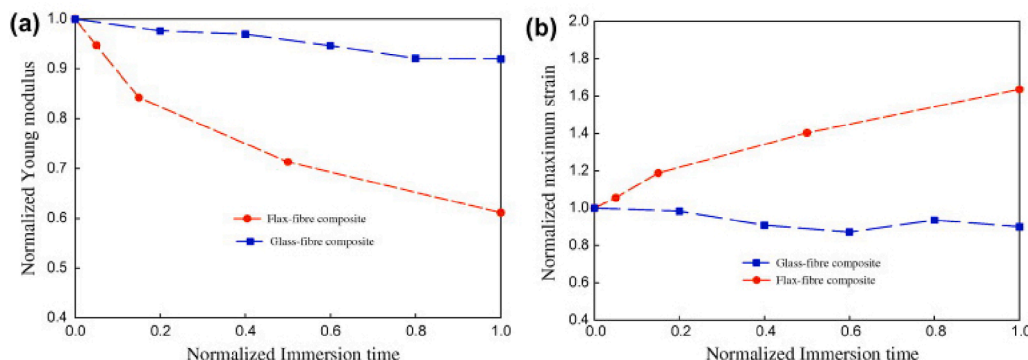 (a)
Normalized Young modulus
1.0
0.9
0.8
0.7
0.6
0.5
0.4
Flax-fibre composite
Glass-fibre composite
0.0 0.2 0.4 0.6 0.8 1.0
Normalized Immersion time
(b)
Normalized maximum strain
2.0
1.8
1.6
1.4
1.2
1.0
0.8
0.6
0.4
Glass-fibre composite
Flax-fibre composite
0.0 0.2 0.4 0.6 0.8 1.0
Normalized Immersion time